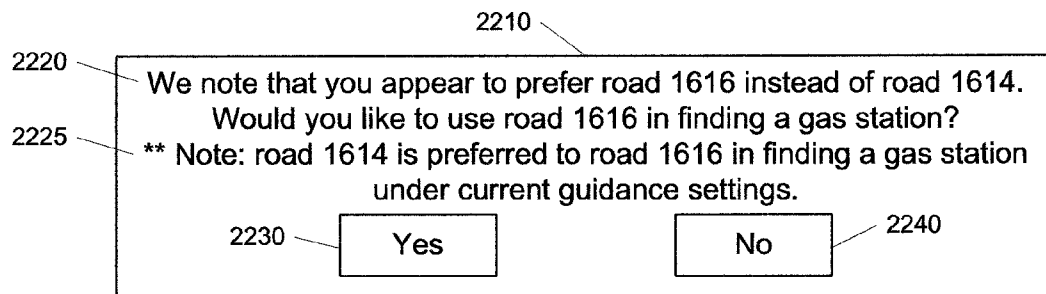 2210
2220
We note that you appear to prefer road 1616 instead of road 1614.
Would you like to use road 1616 in finding a gas station?
2225
** Note: road 1614 is preferred to road 1616 in finding a gas station
under current guidance settings.
2230
Yes
No
2240